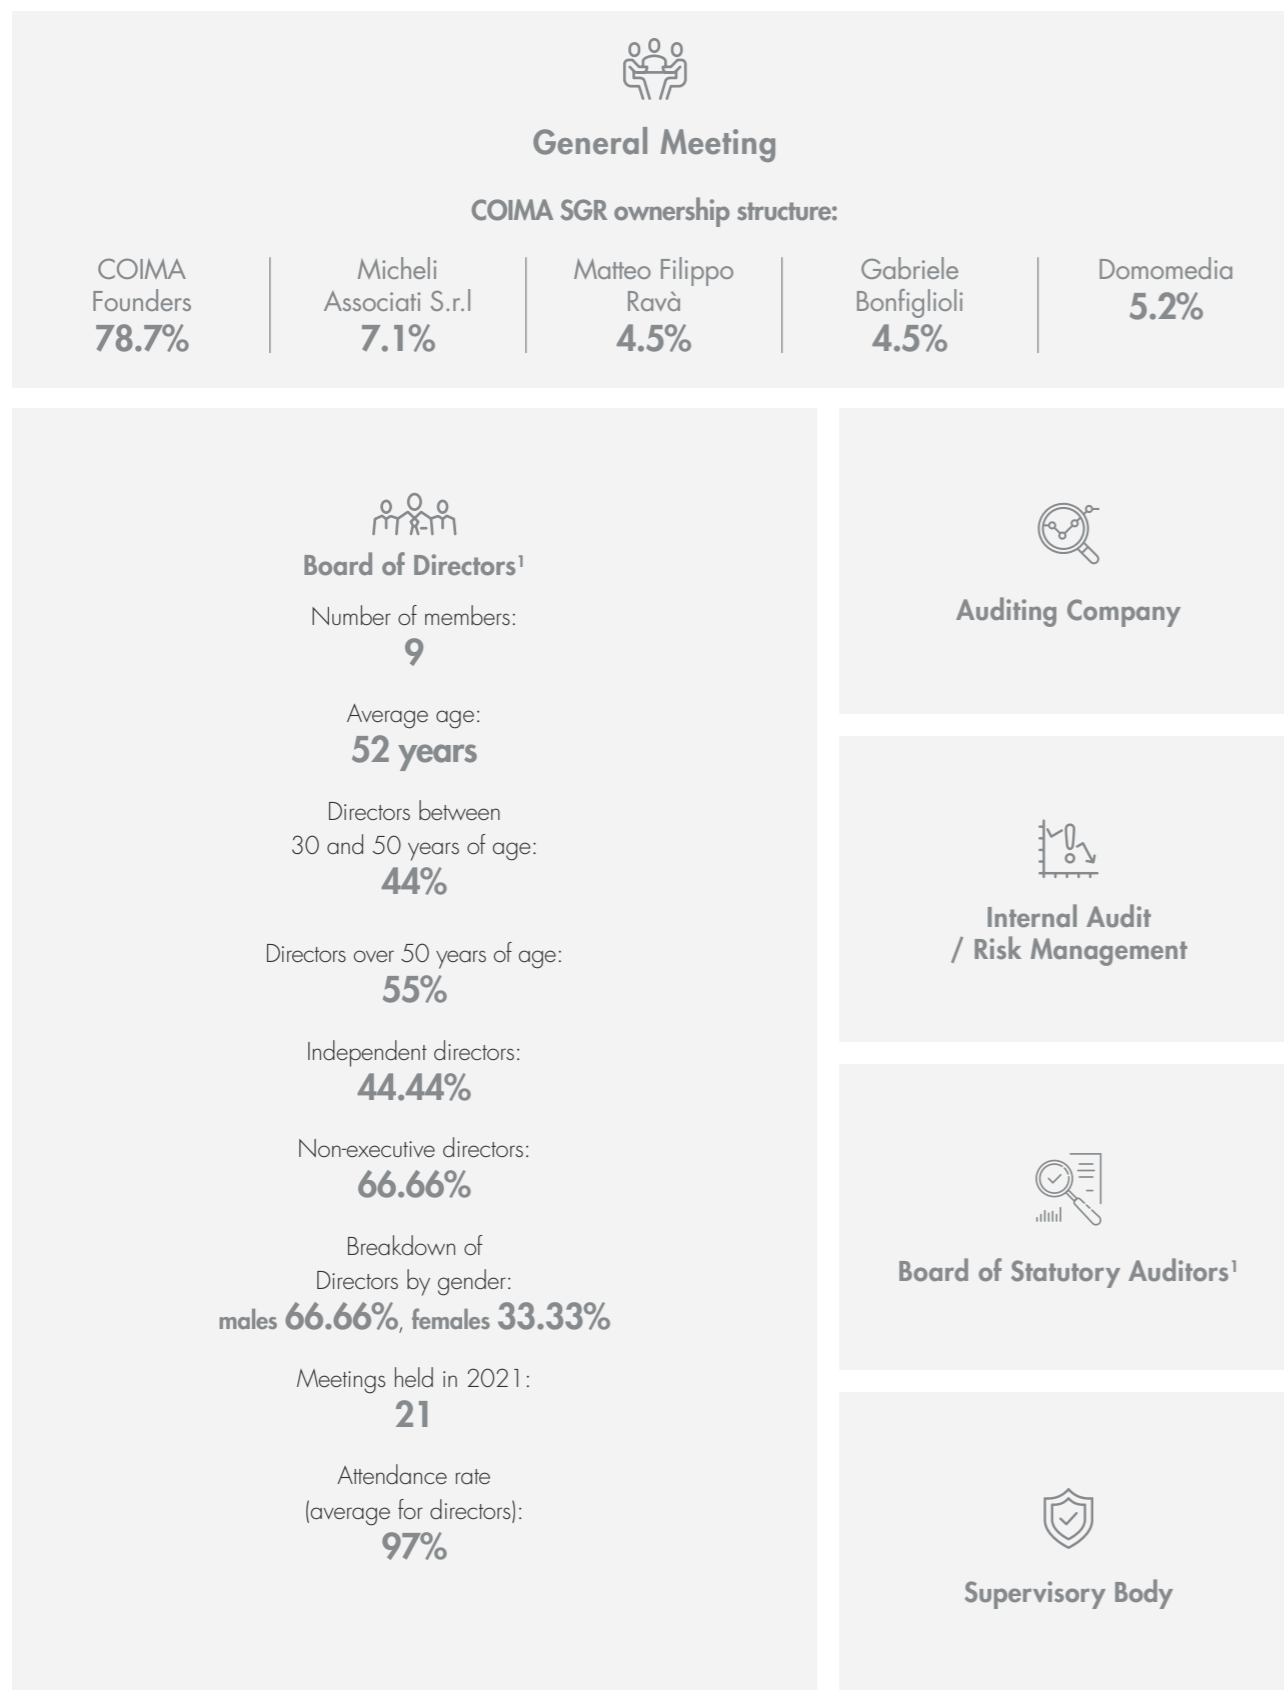 General Meeting
COIMA SGR ownership structure:
COIMA
Founders
78.7%
Micheli
Associati S.r.l
7.1%
Matteo Filippo
Ravà
4.5%
Gabriele
Bonfiglioli
4.5%
Domomedia
5.2%
Board of Directors¹
Number of members:
9
Average age:
52 years
Directors between
30 and 50 years of age:
44%
Directors over 50 years of age:
55%
Independent directors:
44.44%
Non-executive directors:
66.66%
Breakdown of
Directors by gender:
males 66.66%, females 33.33%
Meetings held in 2021:
21
Attendance rate
(average for directors):
97%
Auditing Company
Internal Audit
/ Risk Management
Board of Statutory Auditors¹
Supervisory Body